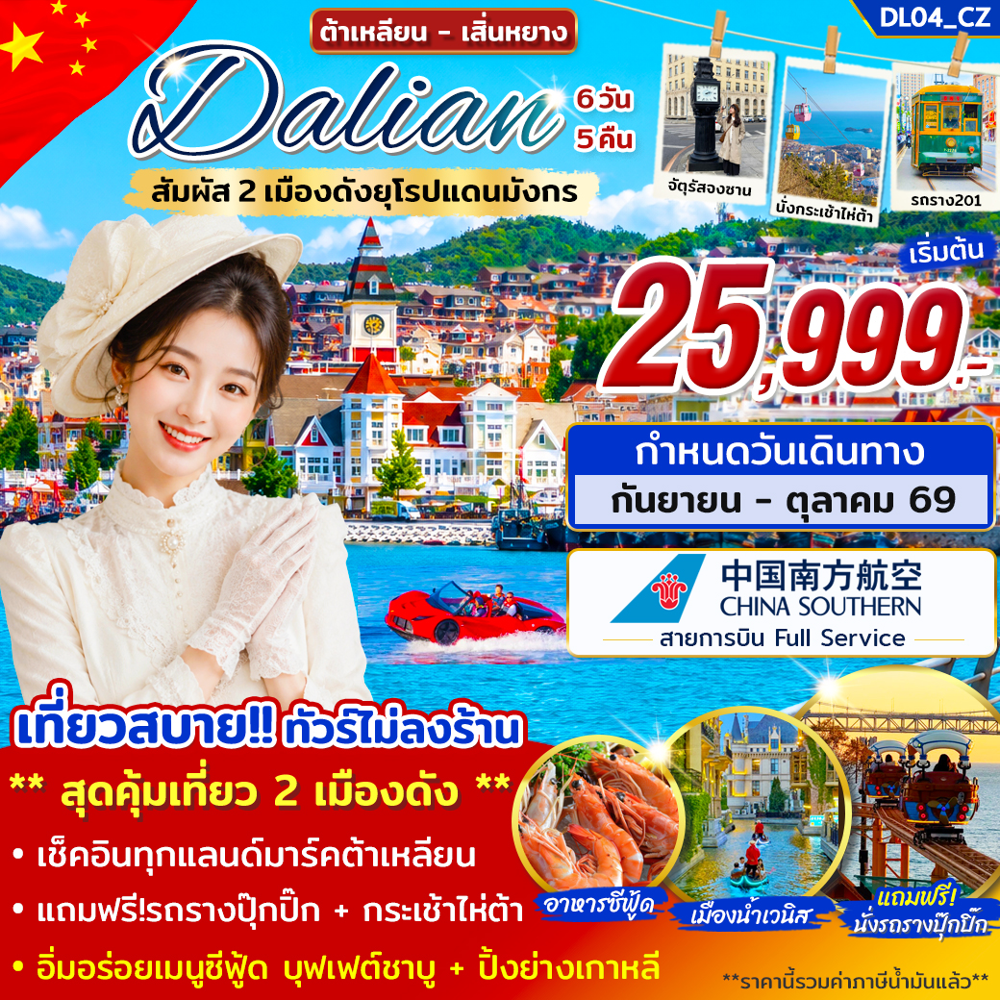 DL04_CZ
ต้าเหลียน - เสิ่นหยาง
Dalian
6 วัน
5 คืน
สัมผัส 2 เมืองดังยุโรปแดนมังกร
จัตุรัสจงซาน
นั่งกระเช้าไห่ต้า
รถราง201
เริ่มต้น
25,999.-
กำหนดวันเดินทาง
กันยายน - ตุลาคม 69
中国南方航空
CHINA SOUTHERN
สายการบิน Full Service
เที่ยวสบาย!! ทัวร์ไม่ลงร้าน
** สุดคุ้มเที่ยว 2 เมืองดัง **
• เช็คอินทุกแลนด์มาร์คต้าเหลียน
• แถมฟรี!รถรางปุ๊กปิ๊ก + กระเช้าไห่ต้า
• อิ่มอร่อยเมนูซีฟู้ด บุฟเฟต์ชาบู + ปิ้งย่างเกาหลี
อาหารซีฟู้ด
เมืองน้ำเวนิส
แถมฟรี!
นั่งรถรางปุ๊กปิ๊ก
**ราคานี้รวมค่าภาษีน้ำมันแล้ว**